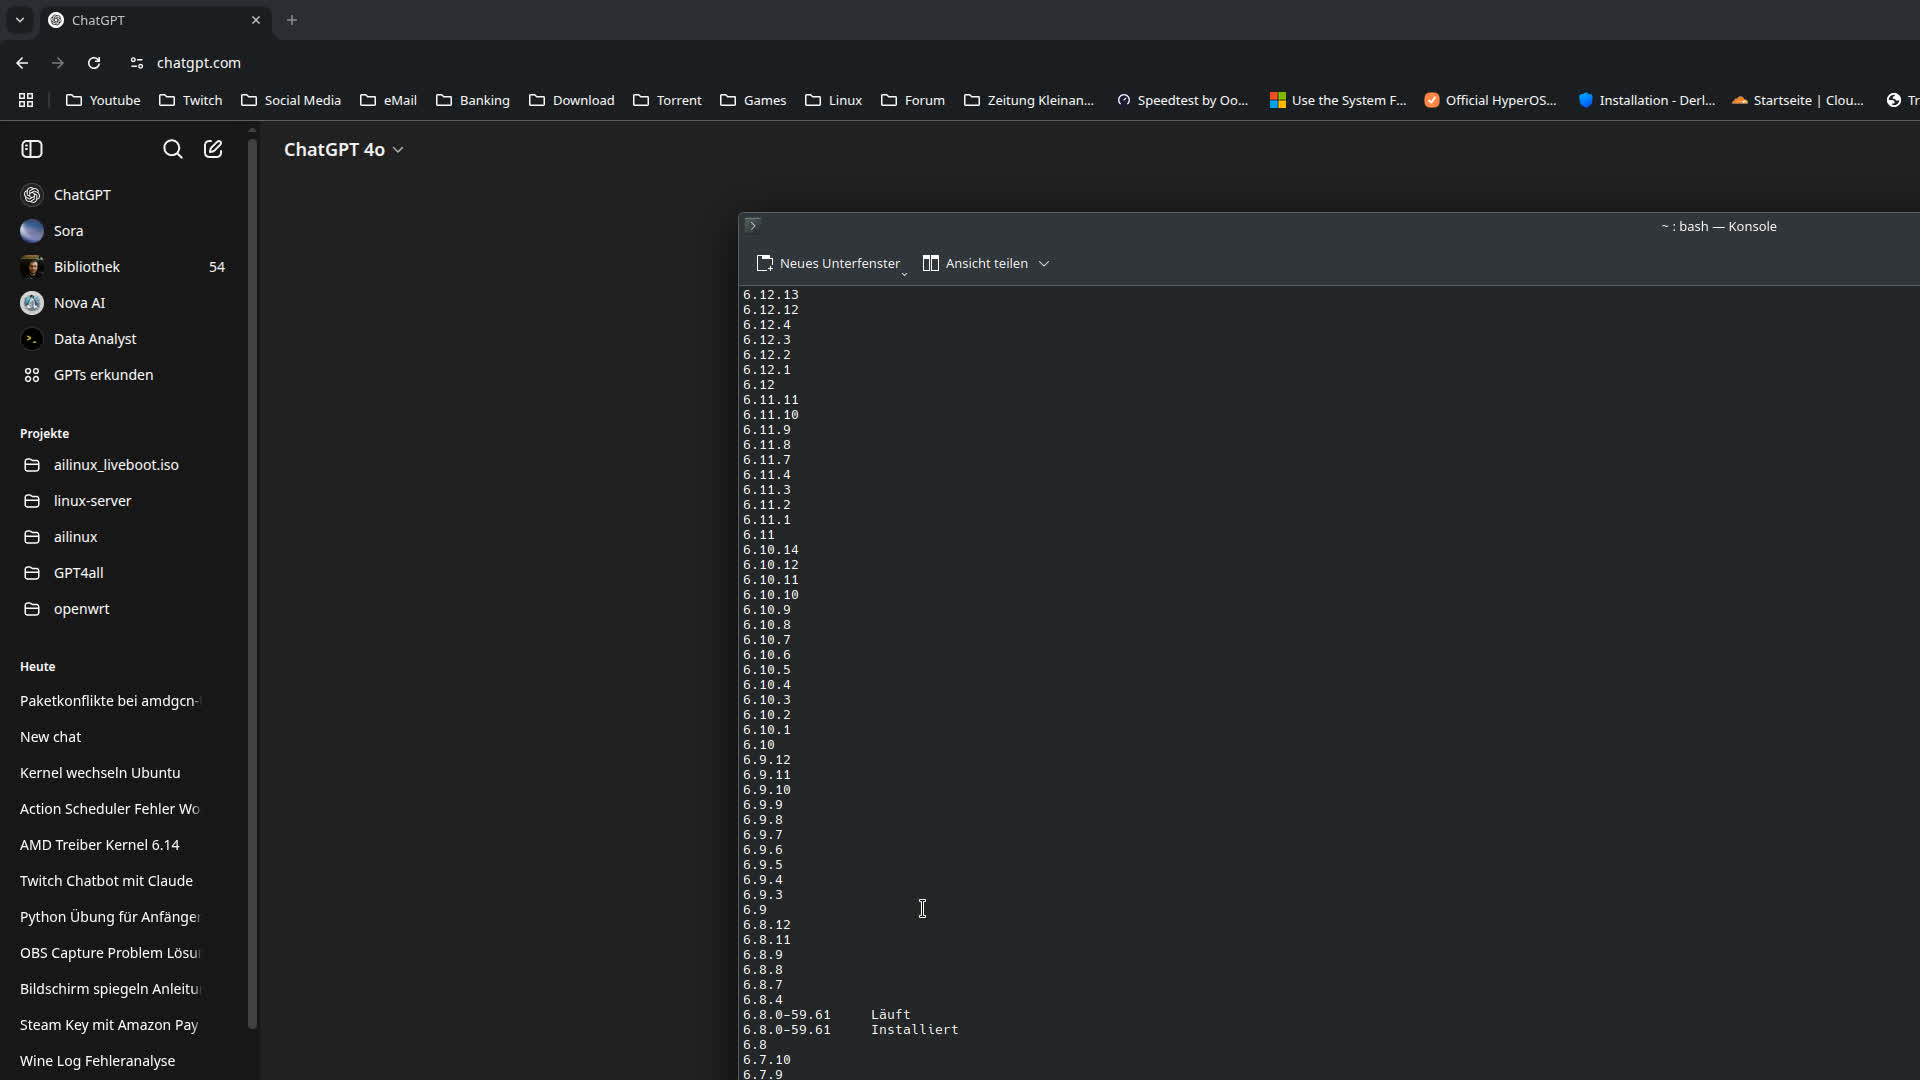 ChatGPT
chatgpt.com
Youtube
Twitch
Social Media
eMail
Banking
Download
Torrent
Games
Linux
Forum
Zeitung Kleinan...
Speedtest by Oo...
Use the System F...
Official HyperOS...
Installation - Derl...
Startseite | Clou...
Tr
ChatGPT
Sora
Bibliothek 54
Nova AI
Data Analyst
GPTs erkunden
Projekte
ailinux_liveboot.iso
linux-server
ailinux
GPT4all
openwrt
Heute
Paketkonflikte bei amdgcn-
New chat
Kernel wechseln Ubuntu
Action Scheduler Fehler Wo
AMD Treiber Kernel 6.14
Twitch Chatbot mit Claude
Python Übung für Anfänger
OBS Capture Problem Lösu
Bildschirm spiegeln Anleitu
Steam Key mit Amazon Pay
Wine Log Fehleranalyse
ChatGPT 4o
~ : bash — Konsole
Neues Unterfenster
Ansicht teilen
6.12.13
6.12.12
6.12.4
6.12.3
6.12.2
6.12.1
6.12
6.11.11
6.11.10
6.11.9
6.11.8
6.11.7
6.11.4
6.11.3
6.11.2
6.11.1
6.11
6.10.14
6.10.12
6.10.11
6.10.10
6.10.9
6.10.8
6.10.7
6.10.6
6.10.5
6.10.4
6.10.3
6.10.2
6.10.1
6.10
6.9.12
6.9.11
6.9.10
6.9.9
6.9.8
6.9.7
6.9.6
6.9.5
6.9.4
6.9.3
6.9
6.8.12
6.8.11
6.8.9
6.8.8
6.8.7
6.8.4
6.8.0-59.61 Läuft
6.8.0-59.61 Installiert
6.8
6.7.10
6.7.9